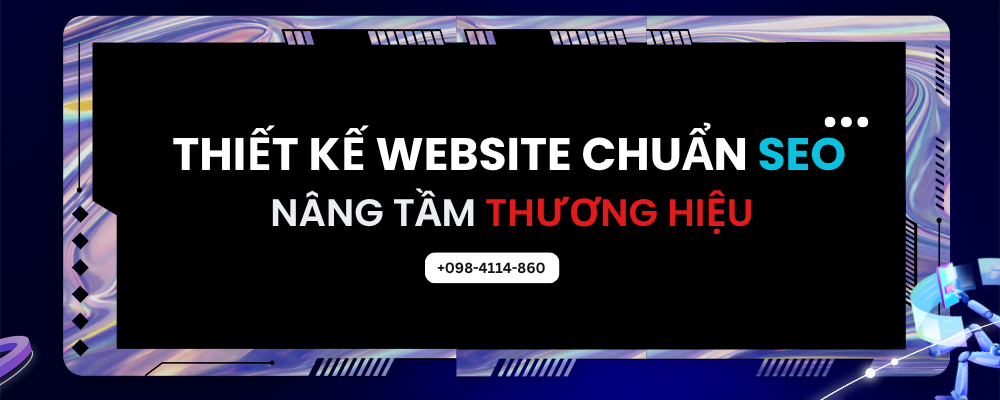 THIẾT KẾ WEBSITE CHUẨN SEO
NÂNG TẦM THƯƠNG HIỆU
+098-4114-860